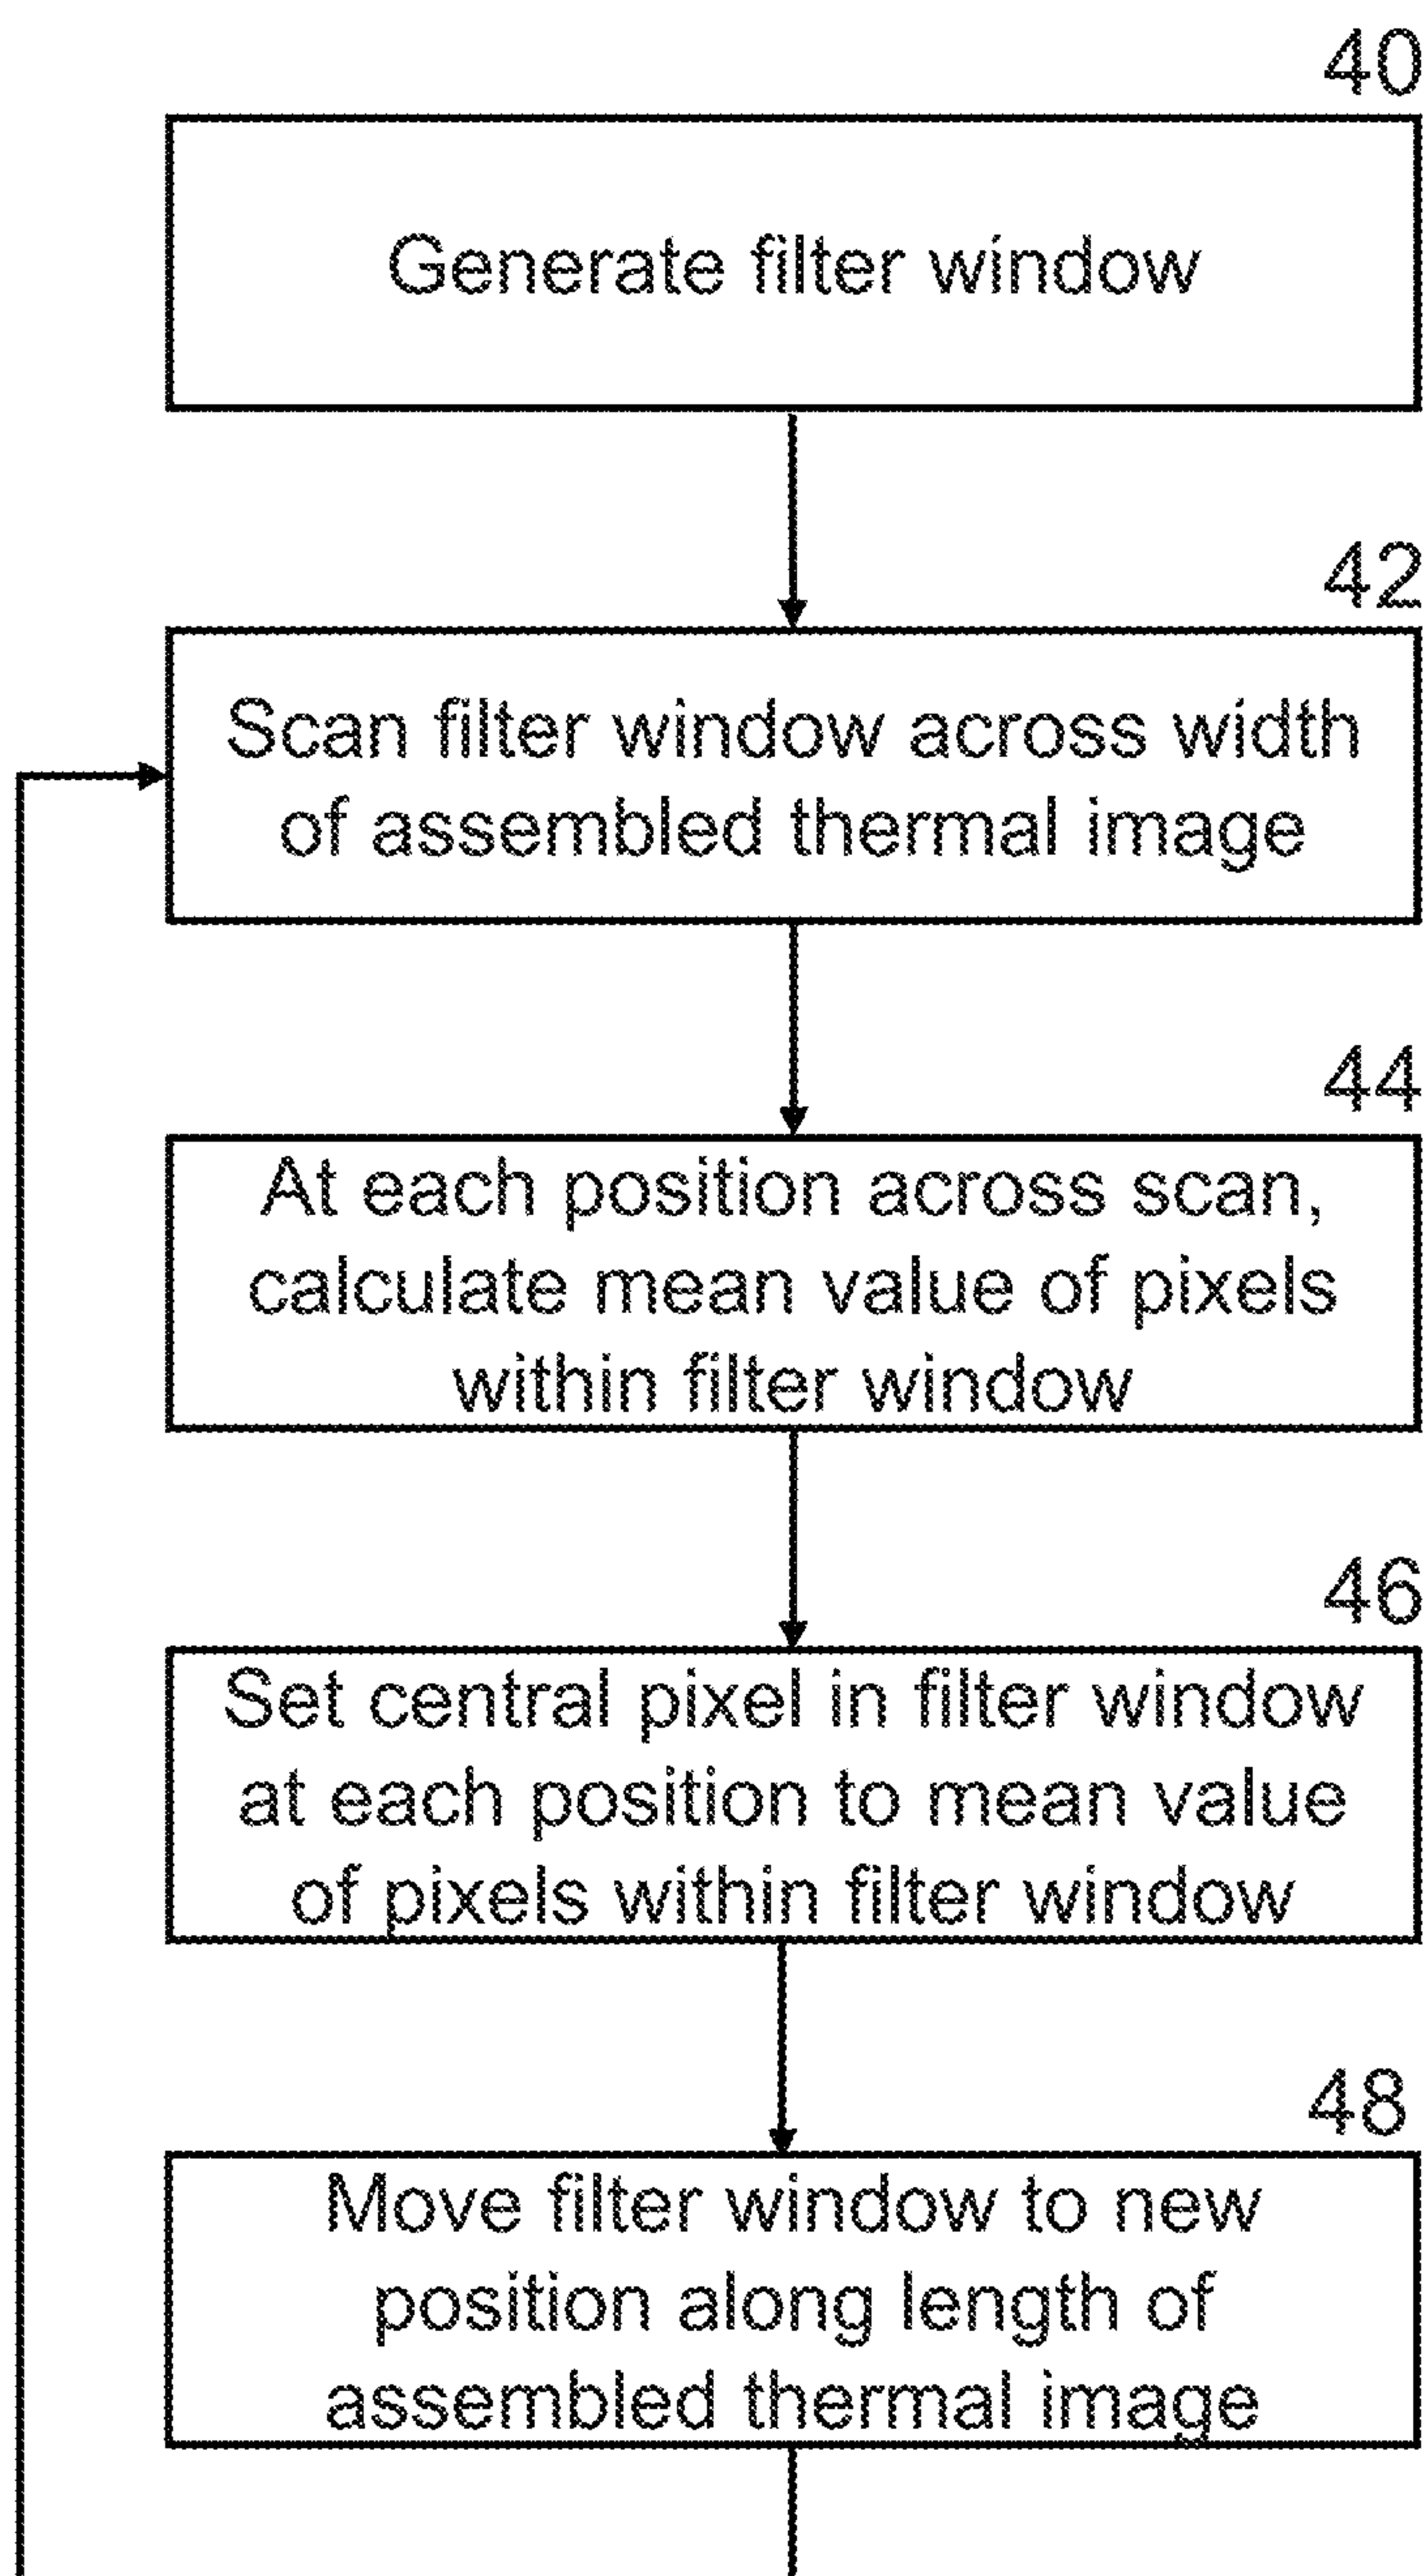 40
Generate filter window
42
Scan filter window across width
of assembled thermal image
44
At each position across scan,
calculate mean value of pixels
within filter window
46
Set central pixel in filter window
at each position to mean value
of pixels within filter window
48
Move filter window to new
position along length of
assembled thermal image